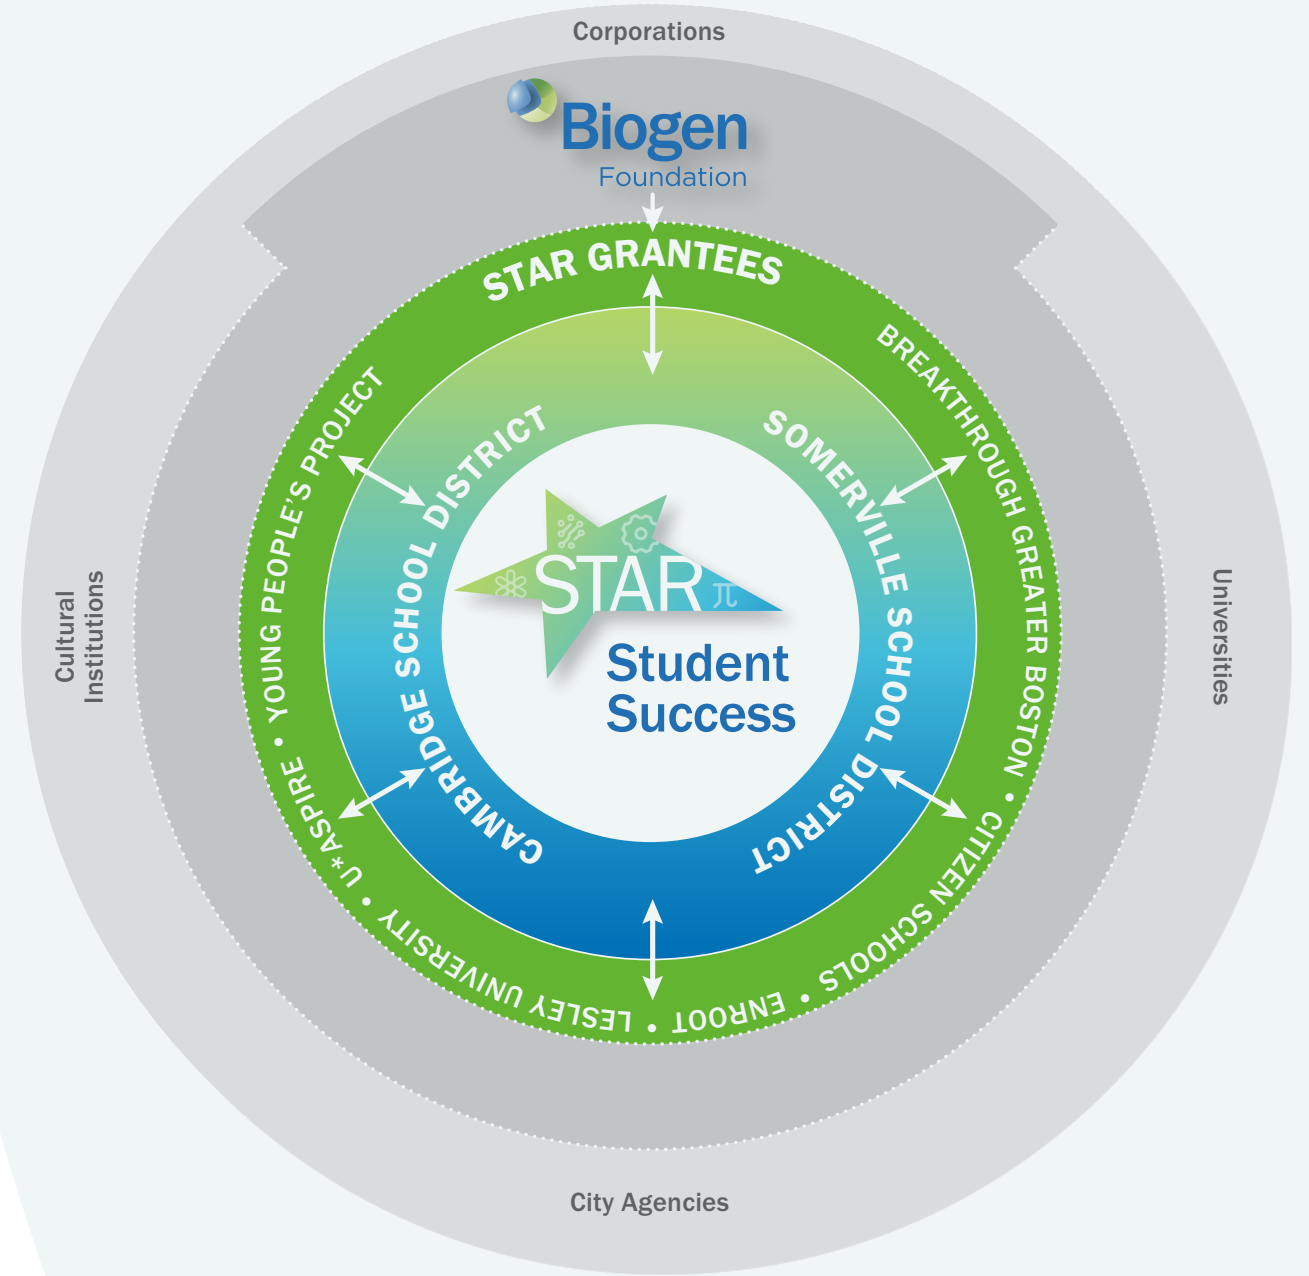 Corporations
Biogen
Foundation
STAR GRANTEES
BREAKTHROUGH GREATER BOSTON • CITIZEN SCHOOLS • ENROOT • LESLEY UNIVERSITY • U*ASPIRE • YOUNG PEOPLE'S PROJECT
CAMBRIDGE SCHOOL DISTRICT
SOMERVILLE SCHOOL DISTRICT
STAR π
Student
Success
Cultural
Institutions
Universities
City Agencies